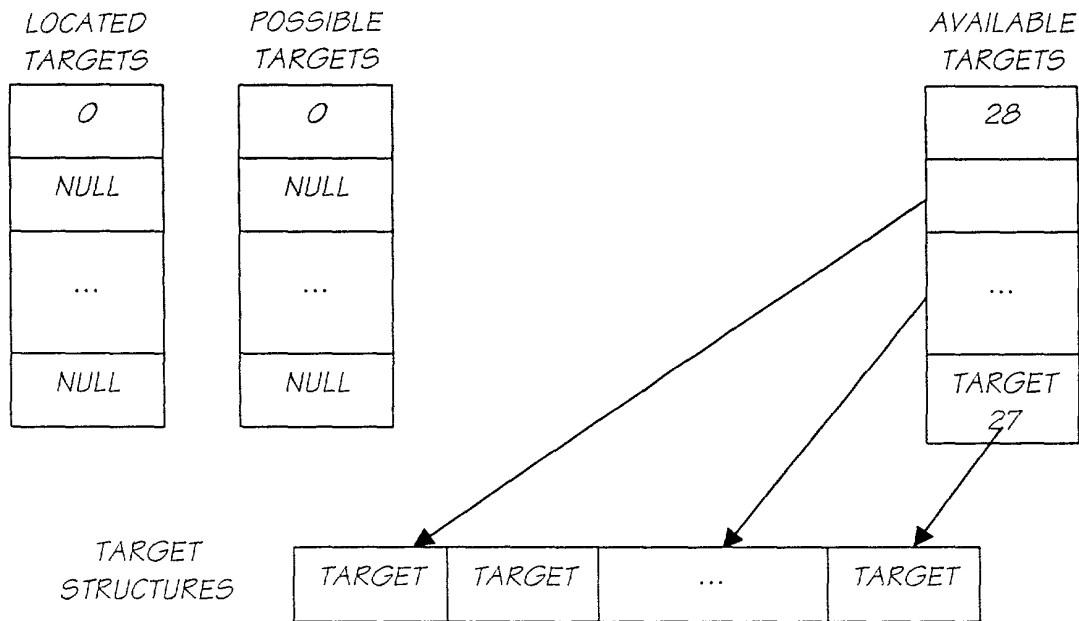 LOCATED
TARGETS
0
NULL
...
NULL
POSSIBLE
TARGETS
0
NULL
...
NULL
AVAILABLE
TARGETS
28
...
TARGET
27
TARGET
STRUCTURES
TARGET
TARGET
...
TARGET